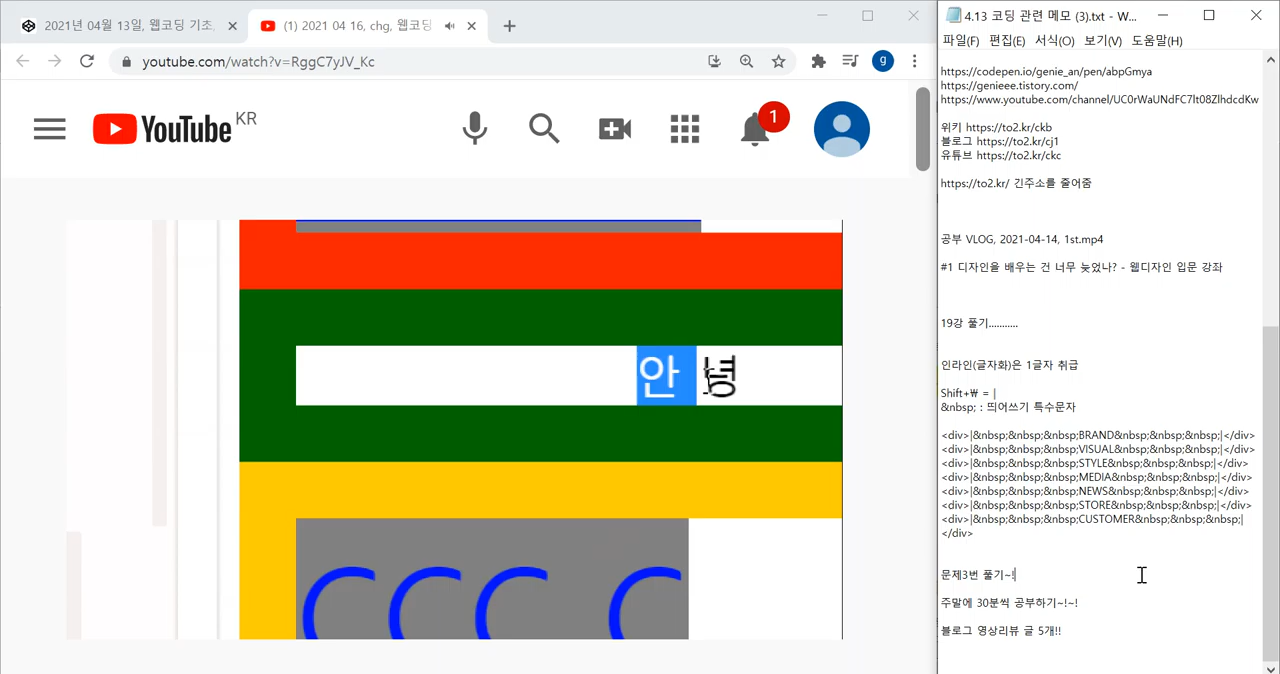 2021년 04월 13일, 웹코딩 기초,
(1) 2021 04 16, chg, 웹코딩
youtube.com/watch?v=RggC7yJV_Kc
g
YouTube KR
1
안녕
CCC C
4.13 코딩 관련 메모 (3).txt - W...
파일(F) 편집(E) 서식(O) 보기(V) 도움말(H)
https://codepen.io/genie_an/pen/abpGmya
https://genieee.tistory.com/
https://www.youtube.com/channel/UC0rWaUNdFC7lt08ZlhdcdKw
위키 https://to2.kr/ckb
블로그 https://to2.kr/cj1
유튜브 https://to2.kr/ckc
https://to2.kr/ 긴주소를 줄어줌
공부 VLOG, 2021-04-14, 1st.mp4
#1 디자인을 배우는 건 너무 늦었나? - 웹디자인 입문 강좌
19강 풀기...........
인라인(글자화)은 1글자 취급
Shift+₩ = |
&nbsp; : 띄어쓰기 특수문자
<div>|&nbsp;&nbsp;&nbsp;BRAND&nbsp;&nbsp;&nbsp;|</div>
<div>|&nbsp;&nbsp;&nbsp;VISUAL&nbsp;&nbsp;&nbsp;|</div>
<div>|&nbsp;&nbsp;&nbsp;STYLE&nbsp;&nbsp;&nbsp;|</div>
<div>|&nbsp;&nbsp;&nbsp;MEDIA&nbsp;&nbsp;&nbsp;|</div>
<div>|&nbsp;&nbsp;&nbsp;NEWS&nbsp;&nbsp;&nbsp;|</div>
<div>|&nbsp;&nbsp;&nbsp;STORE&nbsp;&nbsp;&nbsp;|</div>
<div>|&nbsp;&nbsp;&nbsp;CUSTOMER&nbsp;&nbsp;&nbsp;|
</div>
문제3번 풀기~!
주말에 30분씩 공부하기~!~!
블로그 영상리뷰 글 5개!!